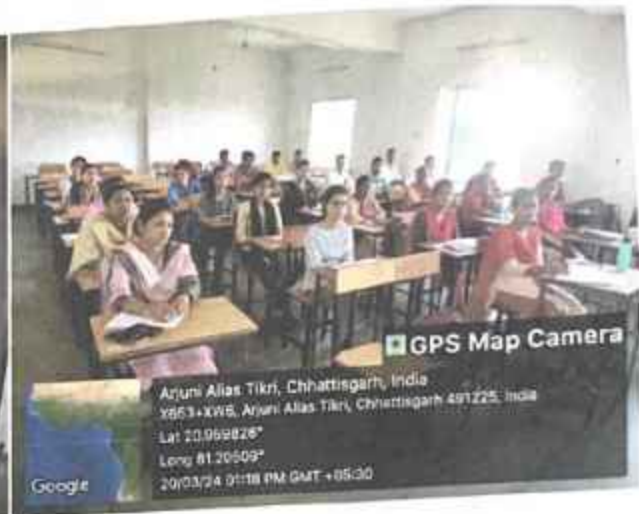 GPS Map Camera
Arjuni Alias Tikri, Chhattisgarh, India
X663+XW6, Arjuni Alias Tikri, Chhattisgarh 491225, India
Lat 20.959826°
Long 81.20509°
20/03/24 01:18 PM GMT +05:30
Google